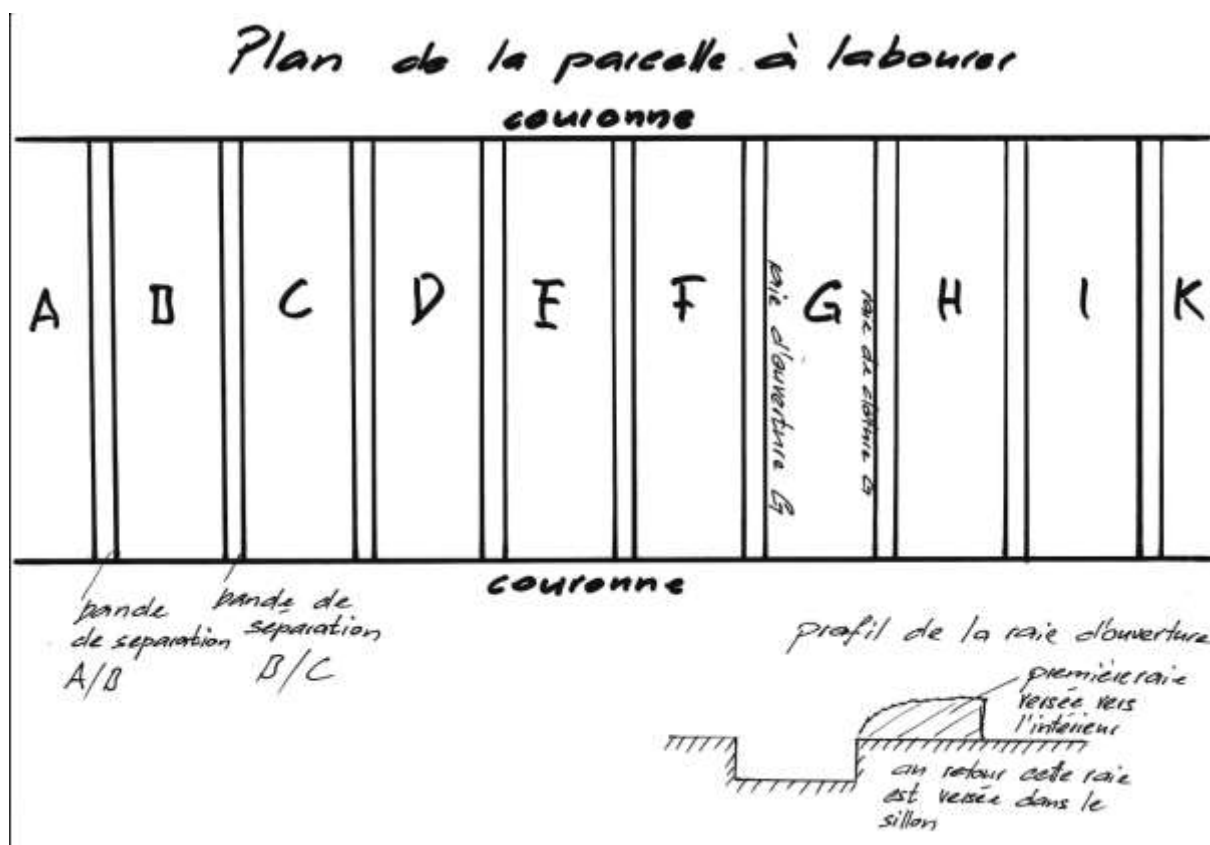 Plan de la parcelle à labourer
couronne
A B C D E F G H I K
raie d'ouverture G
raie de clôture G
couronne
bande
de separation
A/B
bande de
séparation
B/C
profil de la raie d'ouverture
première raie
versée vers
l'intérieur
au retour cette raie
est versée dans le
sillon